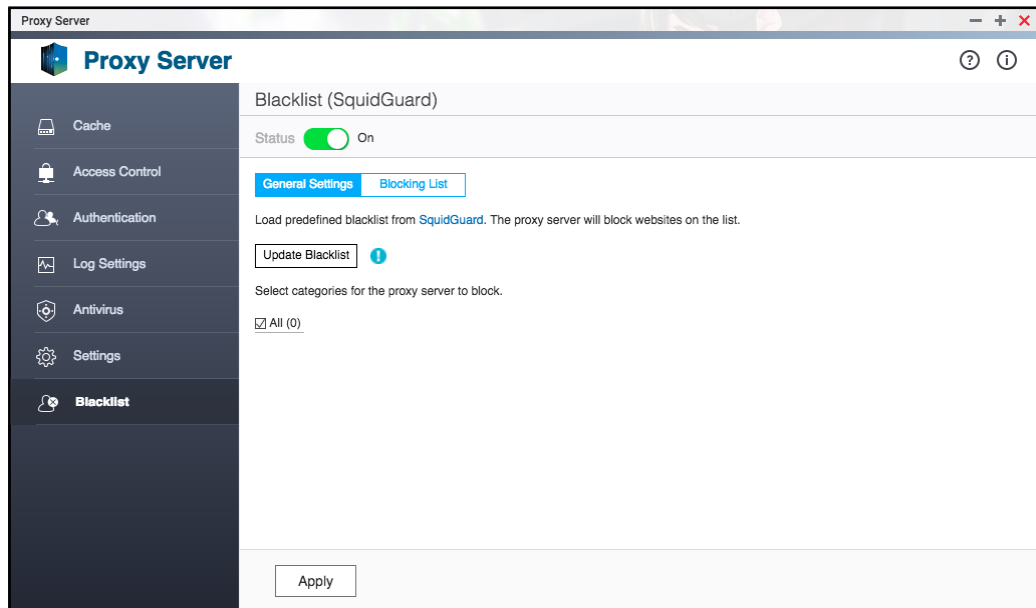 Proxy Server
Proxy Server
Cache
Access Control
Authentication
Log Settings
Antivirus
Settings
Blacklist
Blacklist (SquidGuard)
Status On
General Settings Blocking List
Load predefined blacklist from SquidGuard. The proxy server will block websites on the list.
Update Blacklist
Select categories for the proxy server to block.
All (0)
Apply